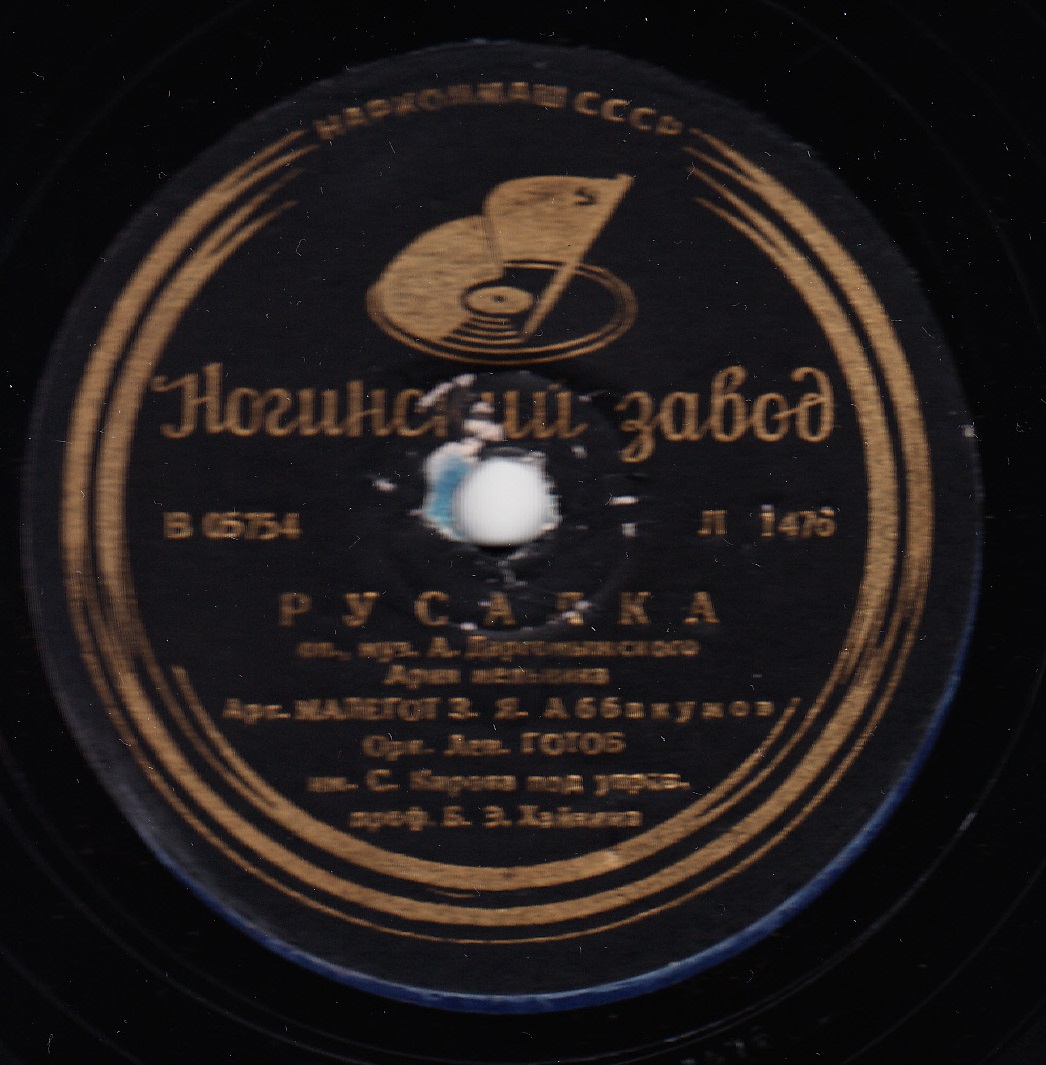 НАРКОМАШ СССР
S
Ногинский завод
В 05754 Л 1475
РУСАЛКА
оп., муз. А. Даргомыжского
Ария мельника
Арт. МАЛЕГОТ З. Я. Аббакумов
Орк. Лен. ГОТОБ
им. С. Кирова под управ.
проф. Б. Э. Хайкина